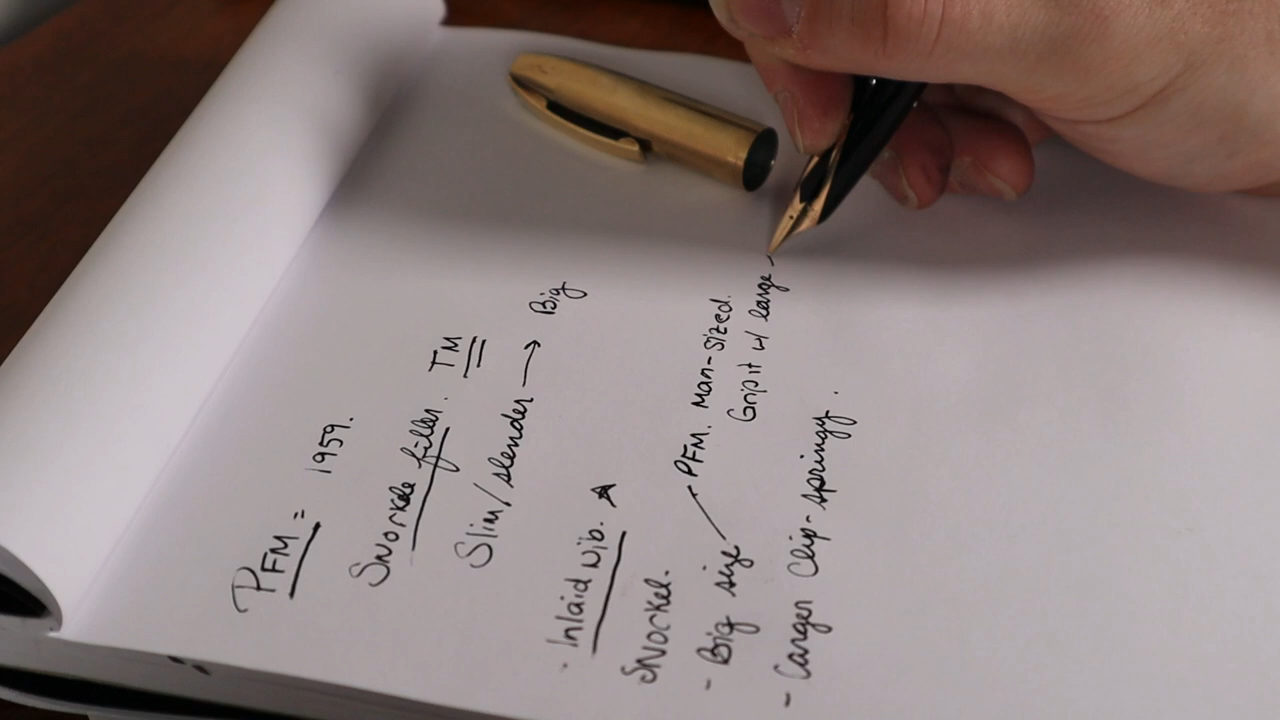 PFM = 1959.
Snorkle filler. TM
Slim/slender → Big
· Inlaid Nib. ★
Snorkel.
- Big size
PFM. Man-sized.
Grip it w/ large
- Larger Clip-springy.